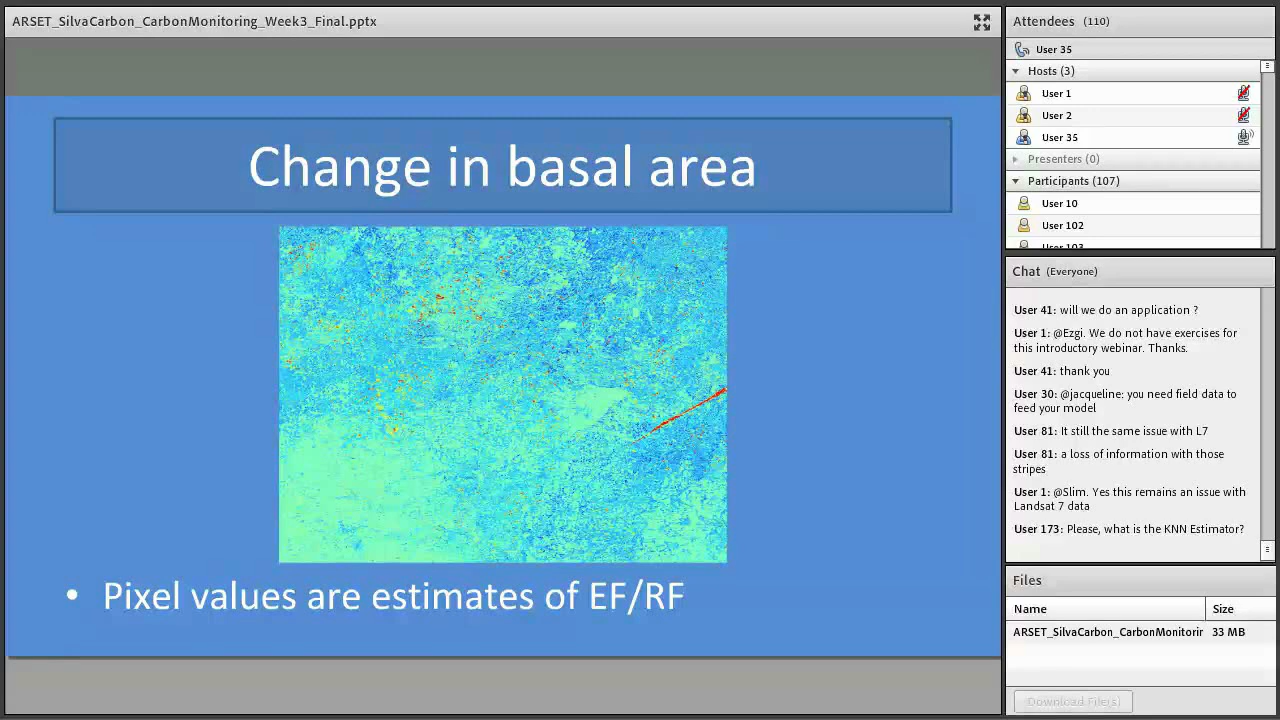 ARSET_SilvaCarbon_CarbonMonitoring_Week3_Final.pptx
Change in basal area
• Pixel values are estimates of EF/RF
Attendees (110)
User 35
Hosts (3)
User 1
User 2
User 35
Presenters (0)
Participants (107)
User 10
User 102
User 103
Chat (Everyone)
User 41: will we do an application ?
User 1: @Ezgi. We do not have exercises for
this introductory webinar. Thanks.
User 41: thank you
User 30: @jacqueline: you need field data to
feed your model
User 81: It still the same issue with L7
User 81: a loss of information with those
stripes
User 1: @Slim. Yes this remains an issue with
Landsat 7 data
User 173: Please, what is the KNN Estimator?
Files
Name Size
ARSET_SilvaCarbon_CarbonMonitorir 33 MB
Download File(s)